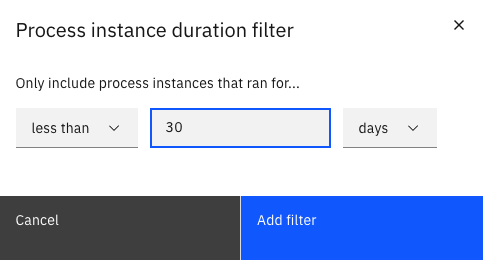 Process instance duration filter
Only include process instances that ran for...
less than 30 days
Cancel Add filter